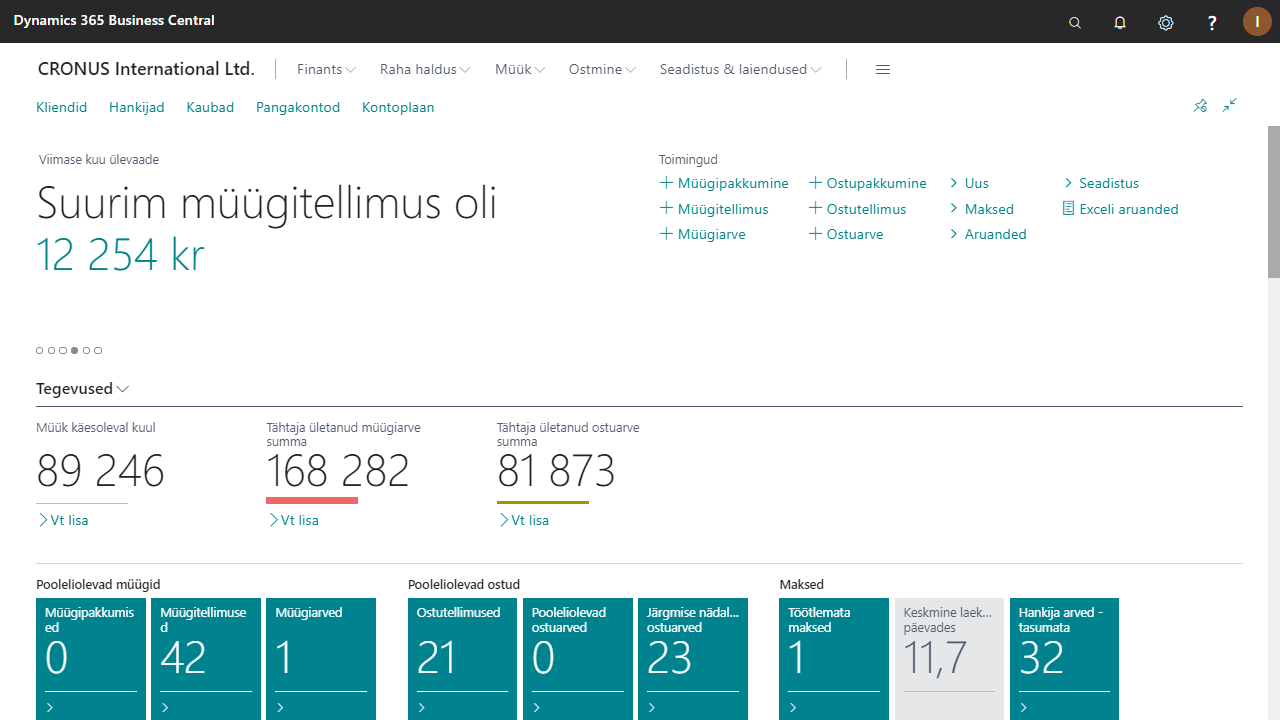 Dynamics 365 Business Central
?
I
CRONUS International Ltd.
Finants
Raha haldus
Müük
Ostmine
Seadistus & laiendused
Kliendid
Hankijad
Kaubad
Pangakontod
Kontoplaan
Viimase kuu ülevaade
Suurim müügitellimus oli
12 254 kr
Toimingud
Müügipakkumine
Ostupakkumine
Uus
Seadistus
Müügitellimus
Ostutellimus
Maksed
Exceli aruanded
Müügiarve
Ostuarve
Aruanded
Tegevused
Müük käesoleval kuul
89 246
Vt lisa
Tähtaja ületanud müügiarve
summa
168 282
Vt lisa
Tähtaja ületanud ostuarve
summa
81 873
Vt lisa
Pooleliolevad müügid
Müügipakkumis
ed
0
Müügitellimuse
d
42
Müügiarved
1
Pooleliolevad ostud
Ostutellimused
21
Pooleliolevad
ostuarved
0
Järgmise nädal...
ostuarved
23
Maksed
Töötlemata
maksed
1
Keskmine laek...
päevades
11,7
Hankija arved -
tasumata
32